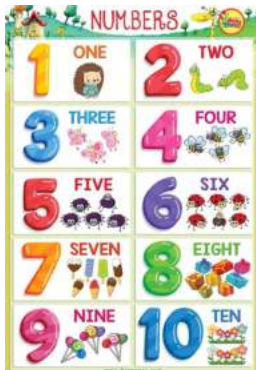 NUMBERS
1 ONE
2 TWO
3 THREE
4 FOUR
5 FIVE
6 SIX
7 SEVEN
8 EIGHT
9 NINE
10 TEN